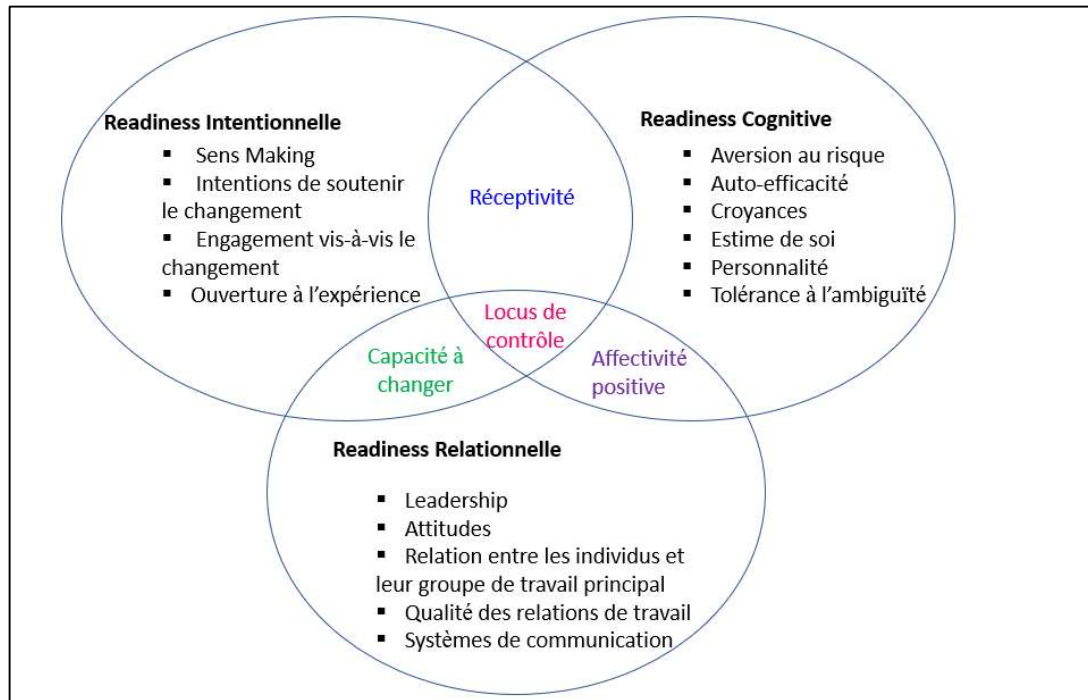 Readiness Intentionnelle
▪ Sens Making
▪ Intentions de soutenir
le changement
▪ Engagement vis-à-vis le
changement
▪ Ouverture à l’expérience
Réceptivité
Readiness Cognitive
▪ Aversion au risque
▪ Auto-efficacité
▪ Croyances
▪ Estime de soi
▪ Personnalité
▪ Tolérance à l’ambiguïté
Locus de
contrôle
Capacité à
changer
Affectivité
positive
Readiness Relationnelle
▪ Leadership
▪ Attitudes
▪ Relation entre les individus et
leur groupe de travail principal
▪ Qualité des relations de travail
▪ Systèmes de communication